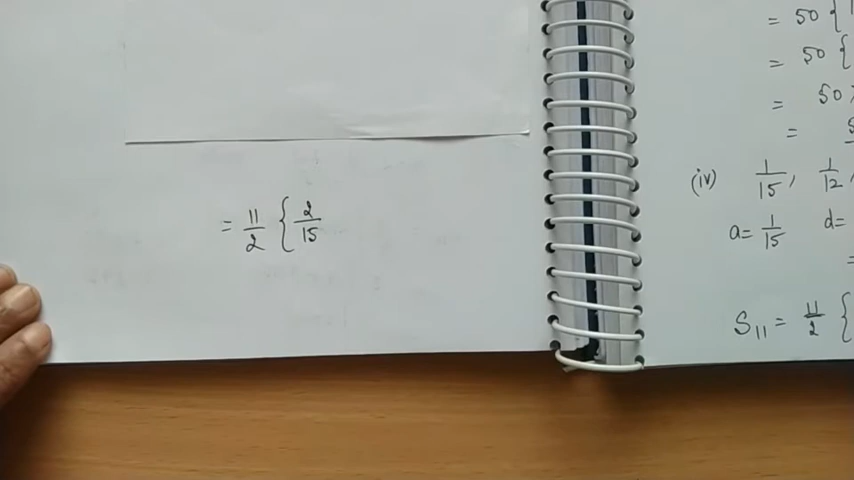 = 11/2 { 2/15
= 50 {
= 50 {
= 50
=
(iv) 1/15, 1/12,
a= 1/15 d=
=
S₁₁ = 11/2 {